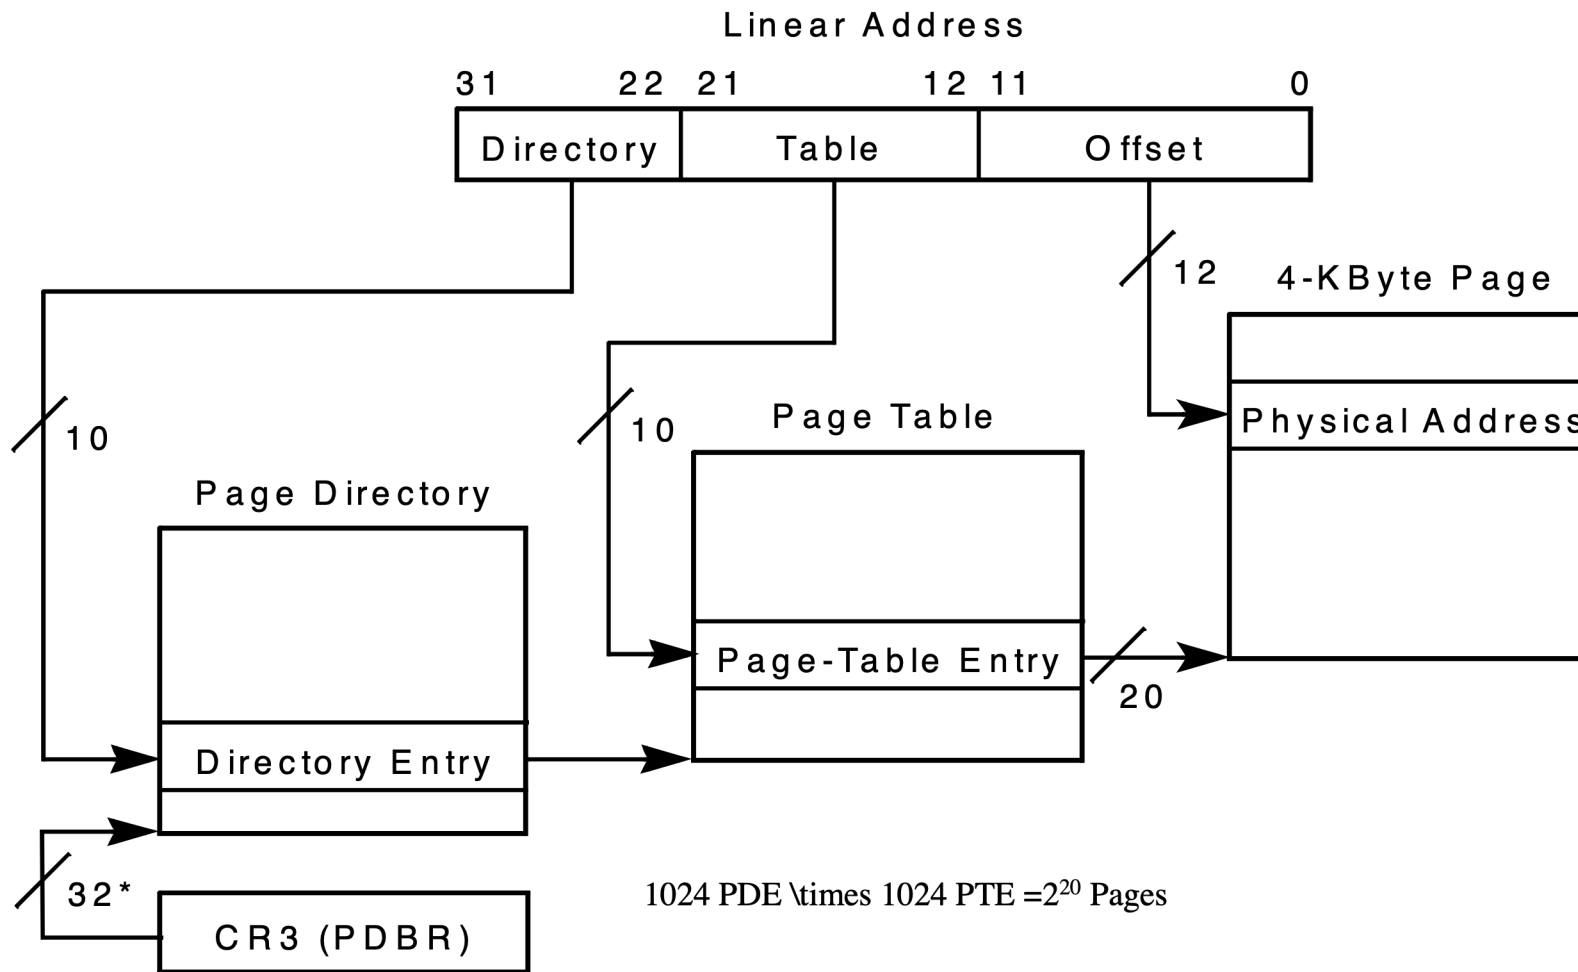 Linear Address
31 22 21 12 11 0
Directory Table Offset
12
4-KByte Page
10
10
Page Table
Physical Address
Page Directory
Page-Table Entry
20
Directory Entry
32*
1024 PDE \times 1024 PTE =2²⁰ Pages
CR3 (PDBR)